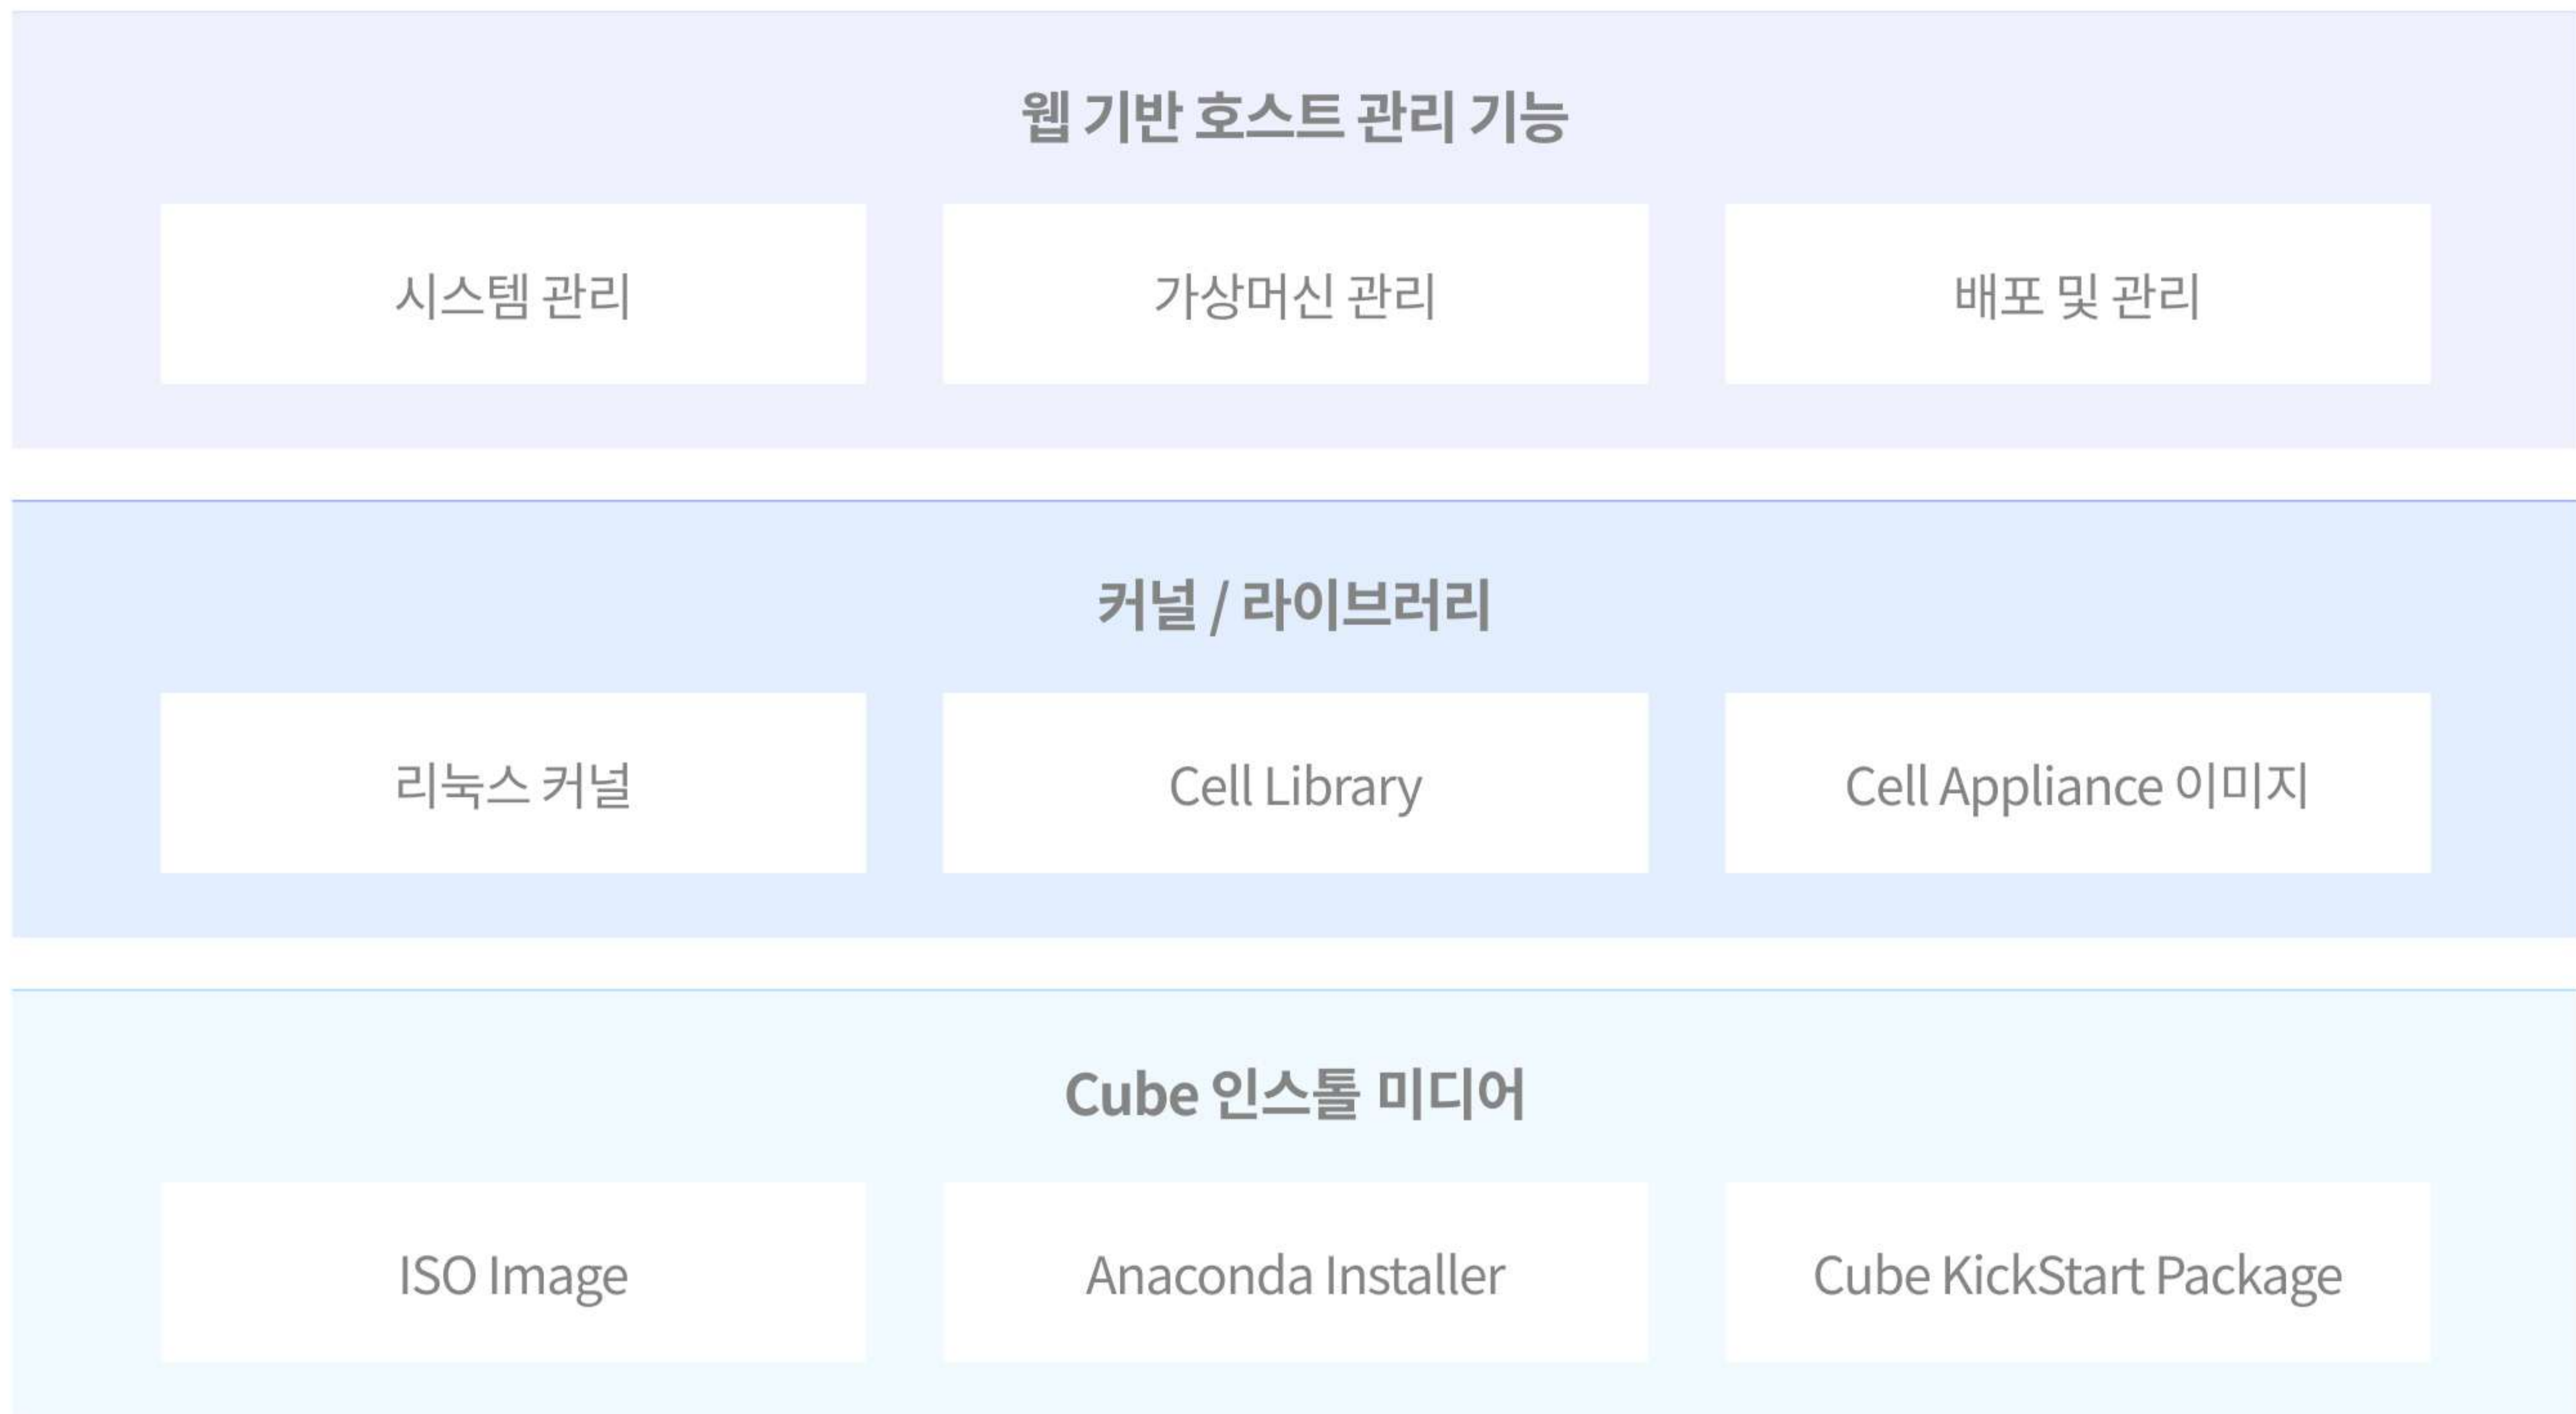 웹 기반 호스트 관리 기능
시스템 관리
가상머신 관리
배포 및 관리
커널 / 라이브러리
리눅스 커널
Cell Library
Cell Appliance 이미지
Cube 인스톨 미디어
ISO Image
Anaconda Installer
Cube KickStart Package